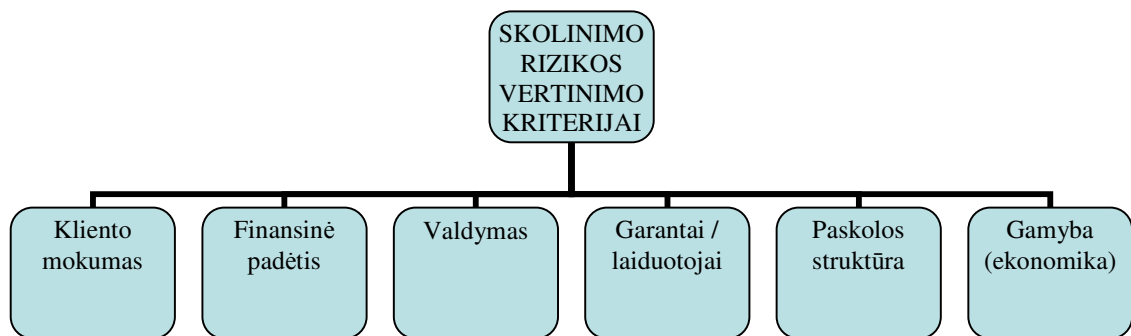 SKOLINIMO
RIZIKOS
VERTINIMO
KRITERIJAI
Kliento
mokumas
Finansinė
padėtis
Valdymas
Garantai /
laiduotojai
Paskolos
struktūra
Gamyba
(ekonomika)